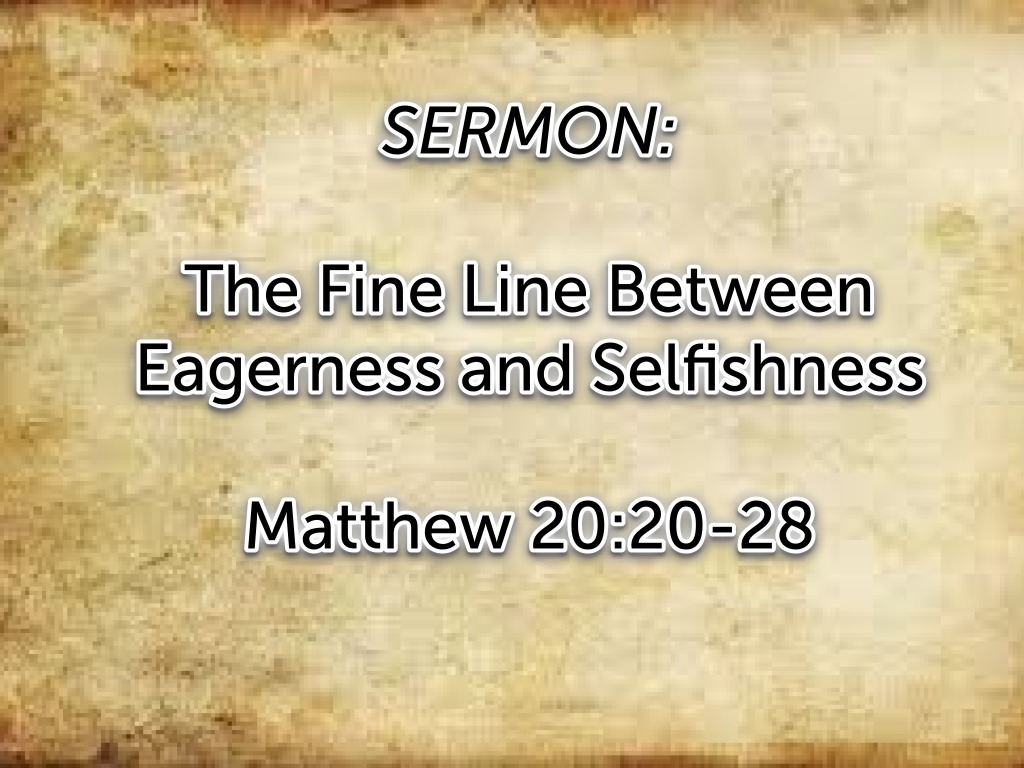 SERMON:
The Fine Line Between
Eagerness and Selfishness
Matthew 20:20-28